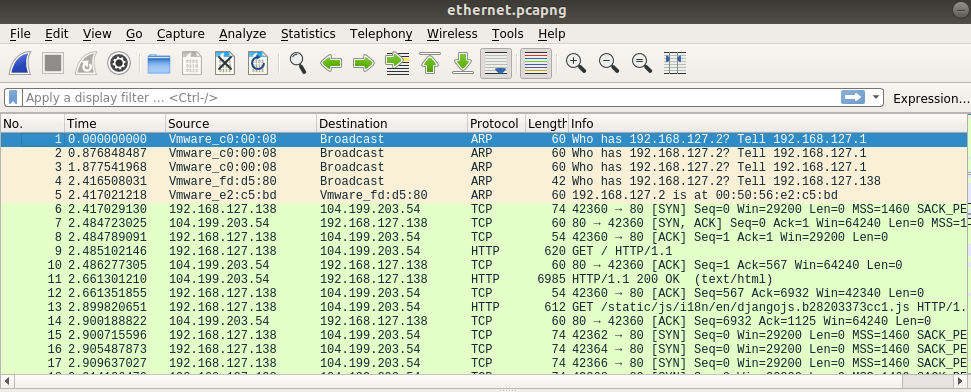 ethernet.pcapng
File Edit View Go Capture Analyze Statistics Telephony Wireless Tools Help
Apply a display filter ... <Ctrl-/> Expression...
No. Time Source Destination Protocol Length Info
1 0.000000000 Vmware_c0:00:08 Broadcast ARP 60 Who has 192.168.127.2? Tell 192.168.127.1
2 0.876848487 Vmware_c0:00:08 Broadcast ARP 60 Who has 192.168.127.2? Tell 192.168.127.1
3 1.877541968 Vmware_c0:00:08 Broadcast ARP 60 Who has 192.168.127.2? Tell 192.168.127.1
4 2.416508031 Vmware_fd:d5:80 Broadcast ARP 42 Who has 192.168.127.2? Tell 192.168.127.138
5 2.417021218 Vmware_e2:c5:bd Vmware_fd:d5:80 ARP 60 192.168.127.2 is at 00:50:56:e2:c5:bd
6 2.417029130 192.168.127.138 104.199.203.54 TCP 74 42360 → 80 [SYN] Seq=0 Win=29200 Len=0 MSS=1460 SACK_PE
7 2.484723025 104.199.203.54 192.168.127.138 TCP 60 80 → 42360 [SYN, ACK] Seq=0 Ack=1 Win=64240 Len=0 MSS=1
8 2.484789091 192.168.127.138 104.199.203.54 TCP 54 42360 → 80 [ACK] Seq=1 Ack=1 Win=29200 Len=0
9 2.485102146 192.168.127.138 104.199.203.54 HTTP 620 GET / HTTP/1.1
10 2.486277305 104.199.203.54 192.168.127.138 TCP 60 80 → 42360 [ACK] Seq=1 Ack=567 Win=64240 Len=0
11 2.661301210 104.199.203.54 192.168.127.138 HTTP 6985 HTTP/1.1 200 OK (text/html)
12 2.661351855 192.168.127.138 104.199.203.54 TCP 54 42360 → 80 [ACK] Seq=567 Ack=6932 Win=42340 Len=0
13 2.899820651 192.168.127.138 104.199.203.54 HTTP 612 GET /static/js/i18n/en/djangojs.b28203373cc1.js HTTP/1.
14 2.900188822 104.199.203.54 192.168.127.138 TCP 60 80 → 42360 [ACK] Seq=6932 Ack=1125 Win=64240 Len=0
15 2.900715596 192.168.127.138 104.199.203.54 TCP 74 42362 → 80 [SYN] Seq=0 Win=29200 Len=0 MSS=1460 SACK_PE
16 2.905487873 192.168.127.138 104.199.203.54 TCP 74 42364 → 80 [SYN] Seq=0 Win=29200 Len=0 MSS=1460 SACK_PE
17 2.909637027 192.168.127.138 104.199.203.54 TCP 74 42366 → 80 [SYN] Seq=0 Win=29200 Len=0 MSS=1460 SACK_PE